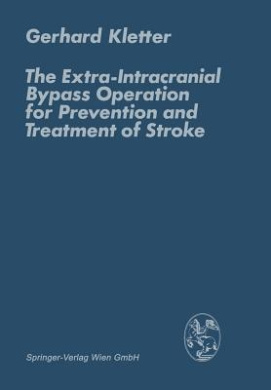 Gerhard Kletter
The Extra-Intracranial
Bypass Operation
for Prevention and
Treatment of Stroke
Springer-Verlag Wien GmbH